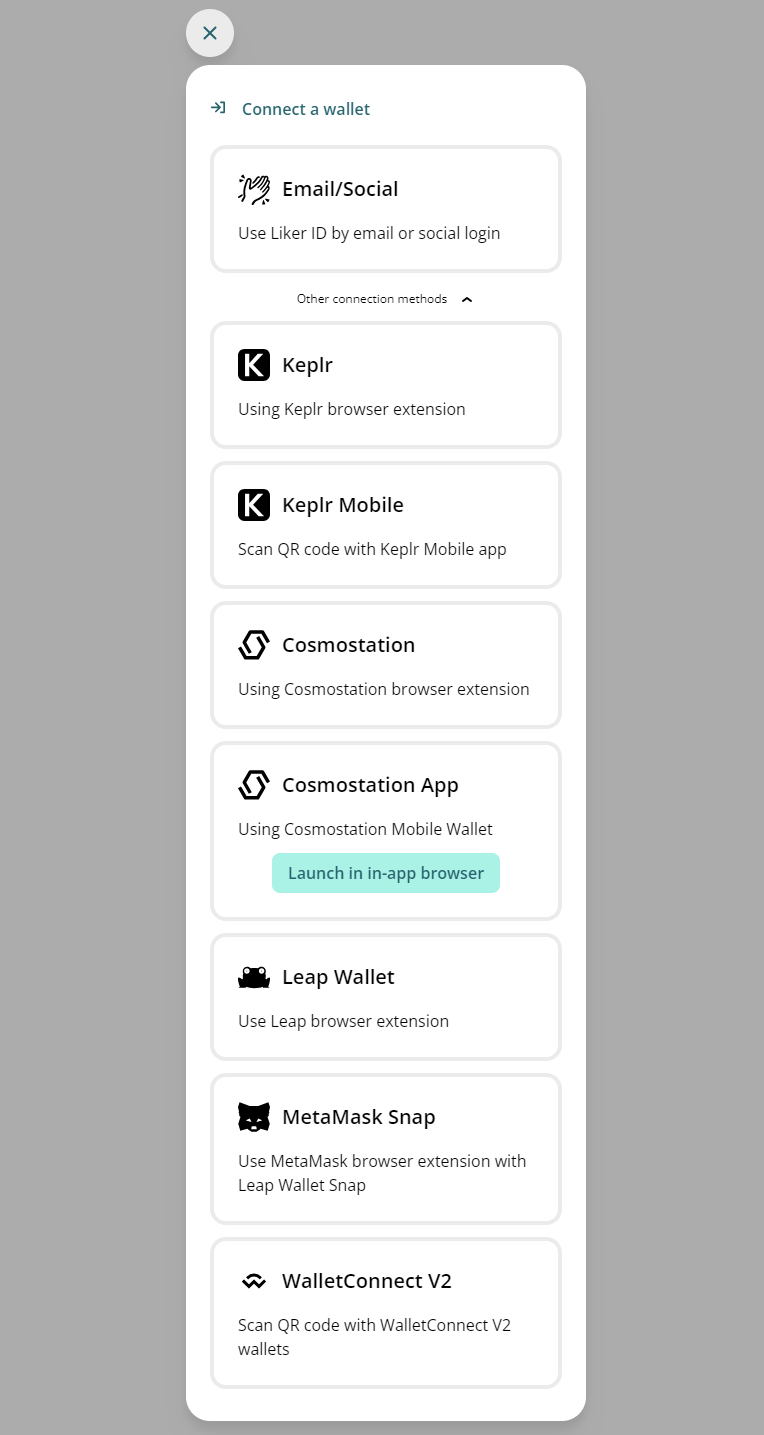 Connect a wallet
Email/Social
Use Liker ID by email or social login
Other connection methods
Keplr
Using Keplr browser extension
Keplr Mobile
Scan QR code with Keplr Mobile app
Cosmostation
Using Cosmostation browser extension
Cosmostation App
Using Cosmostation Mobile Wallet
Launch in in-app browser
Leap Wallet
Use Leap browser extension
MetaMask Snap
Use MetaMask browser extension with
Leap Wallet Snap
WalletConnect V2
Scan QR code with WalletConnect V2
wallets